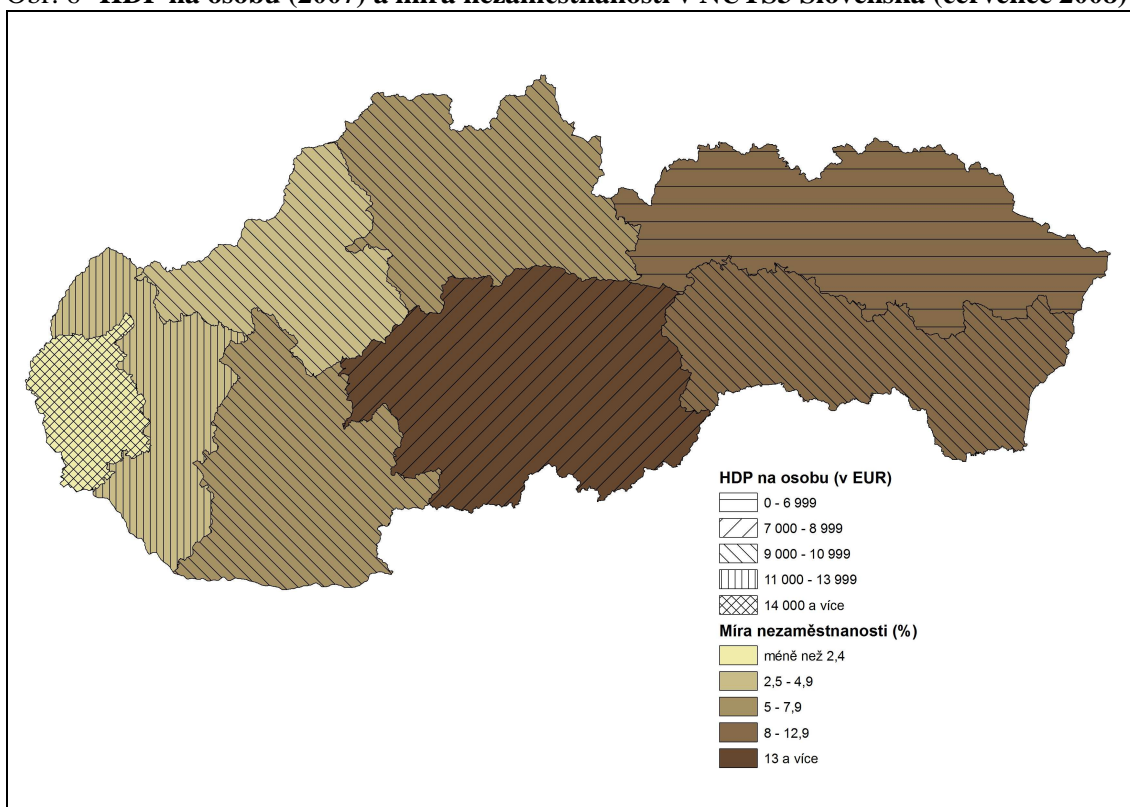 HDP na osobu (v EUR)
0 - 6 999
7 000 - 8 999
9 000 - 10 999
11 000 - 13 999
14 000 a více
Míra nezaměstnanosti (%)
méně než 2,4
2,5 - 4,9
5 - 7,9
8 - 12,9
13 a více